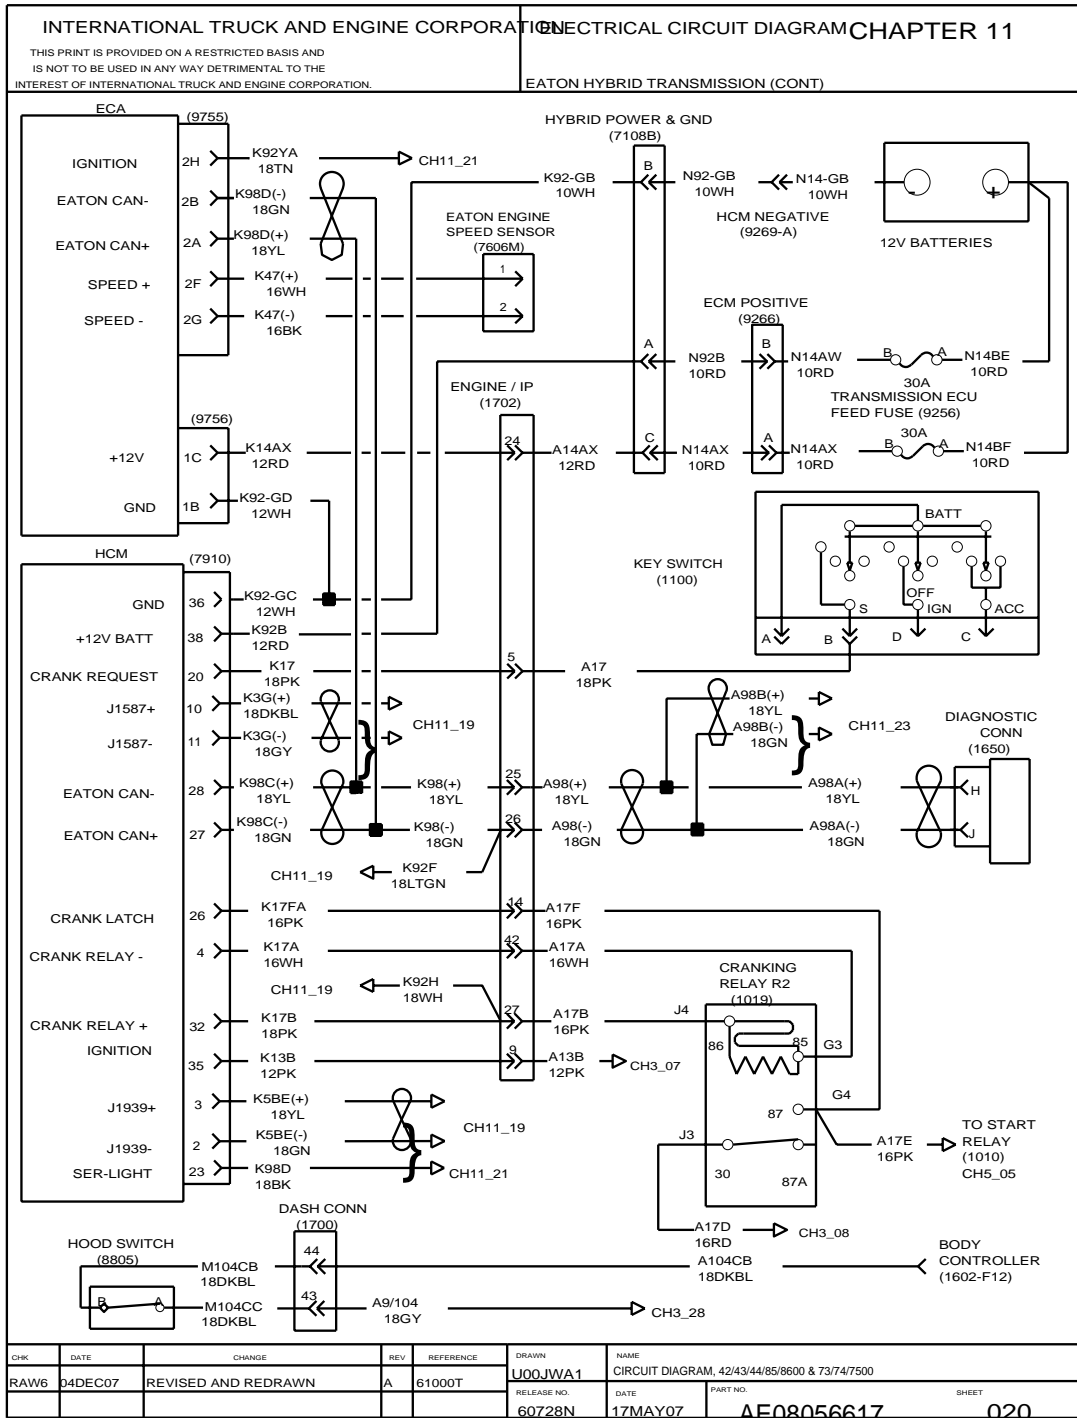 INTERNATIONAL TRUCK AND ENGINE CORPORATION
ELECTRICAL CIRCUIT DIAGRAM CHAPTER 11
THIS PRINT IS PROVIDED ON A RESTRICTED BASIS AND
IS NOT TO BE USED IN ANY WAY DETRIMENTAL TO THE
INTEREST OF INTERNATIONAL TRUCK AND ENGINE CORPORATION.
EATON HYBRID TRANSMISSION (CONT)
ECA
(9755)
IGNITION 2H K92YA
18TN
CH11_21
EATON CAN- 2B K98D(-)
18GN
EATON CAN+ 2A K98D(+)
18YL
SPEED + 2F K47(+)
16WH
SPEED - 2G K47(-)
16BK
EATON ENGINE
SPEED SENSOR
(7606M)
1
2
HYBRID POWER & GND
(7108B)
K92-GB
10WH
B
N92-GB
10WH
N14-GB
10WH
HCM NEGATIVE
(9269-A)
- +
12V BATTERIES
ECM POSITIVE
(9266)
A
N92B
10RD
B
N14AW
10RD
B A
N14BE
10RD
30A
TRANSMISSION ECU
FEED FUSE (9256)
30A
C
N14AX
10RD
A
N14AX
10RD
B A
N14BF
10RD
(9756)
+12V 1C K14AX
12RD
GND 1B K92-GD
12WH
ENGINE / IP
(1702)
24
A14AX
12RD
KEY SWITCH
(1100)
BATT
OFF
S IGN ACC
A B D C
HCM
(7910)
GND 36 K92-GC
12WH
+12V BATT 38 K92B
12RD
CRANK REQUEST 20 K17
18PK
5
A17
18PK
J1587+ 10 K3G(+)
18DKBL
J1587- 11 K3G(-)
18GY
CH11_19
A98B(+)
18YL
A98B(-)
18GN
CH11_23
DIAGNOSTIC
CONN
(1650)
EATON CAN- 28 K98C(+)
18YL
K98(+)
18YL
25
A98(+)
18YL
A98A(+)
18YL
H
EATON CAN+ 27 K98C(-)
18GN
K98(-)
18GN
26
A98(-)
18GN
A98A(-)
18GN
J
CH11_19
K92F
18LTGN
CRANK LATCH 26 K17FA
16PK
14
A17F
16PK
CRANK RELAY - 4 K17A
16WH
42
A17A
16WH
CH11_19
K92H
18WH
CRANK RELAY + 32 K17B
18PK
27
A17B
16PK
IGNITION
35 K13B
12PK
9
A13B
12PK
CH3_07
CRANKING
RELAY R2
(1019)
J4
86 85 G3
87 G4
J3
30 87A
A17E
16PK
TO START
RELAY
(1010)
CH5_05
A17D
16RD
CH3_08
J1939+ 3 K5BE(+)
18YL
J1939- 2 K5BE(-)
18GN
CH11_19
SER-LIGHT 23 K98D
18BK
CH11_21
DASH CONN
(1700)
HOOD SWITCH
(8805)
B A
M104CB
18DKBL
44
A104CB
18DKBL
BODY
CONTROLLER
(1602-F12)
M104CC
18DKBL
43
A9/104
18GY
CH3_28
CHK DATE CHANGE REV REFERENCE
RAW6 04DEC07 REVISED AND REDRAWN A 61000T
DRAWN
U00JWA1
NAME
CIRCUIT DIAGRAM, 42/43/44/85/8600 & 73/74/7500
RELEASE NO.
60728N
DATE
17MAY07
PART NO.
AE08056617
SHEET
020